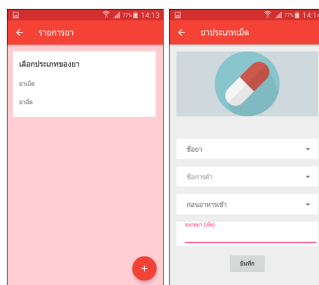 77% 14:13
รายการยา
เลือกประเภทของยา
ยาเม็ด
ยาฉีด
+
77% 14:14
ยาประเภทเม็ด
ชื่อยา
ชื่อการค้า
ก่อนอาหารเช้า
ขนาดยา (เม็ด)
บันทึก